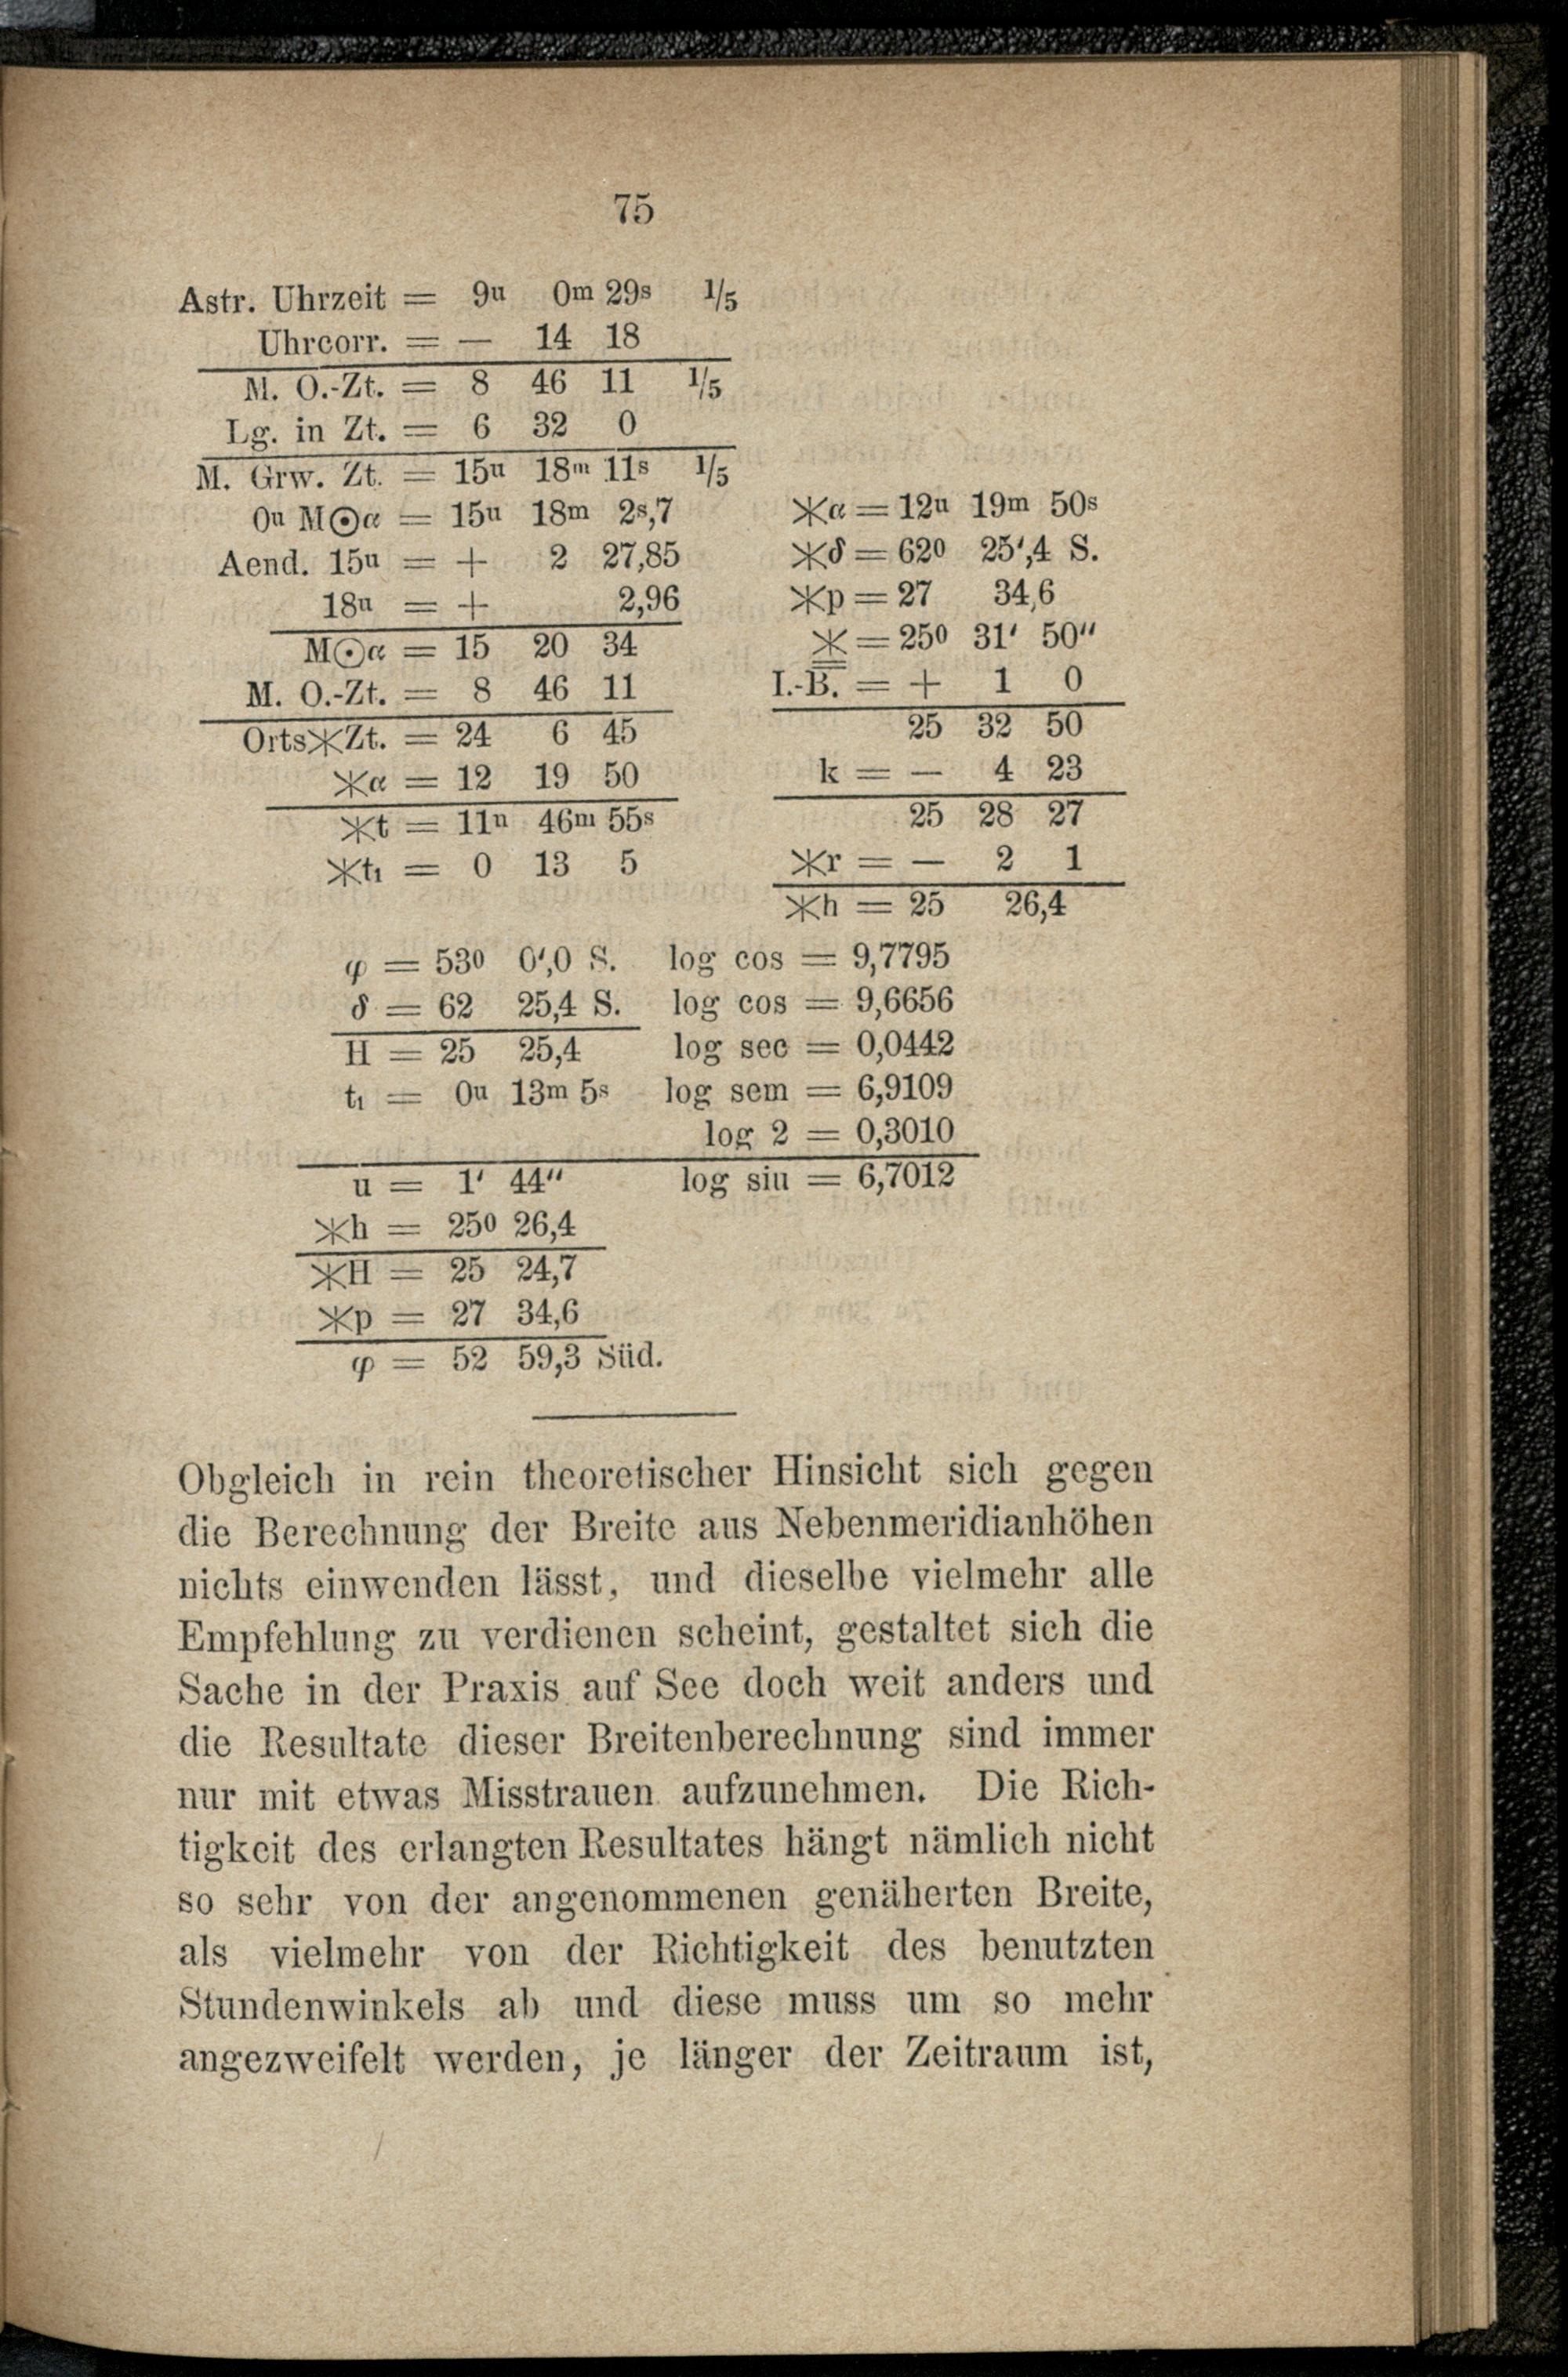 75
Astr. Uhrzeit = 9u 0m 29s 1/5
Uhrcorr. = — 14 18
M. O.-Zt. = 8 46 11 1/5
Lg. in Zt. = 6 32 0
M. Grw. Zt. = 15u 18m 11s 1/5
0u M☉α = 15u 18m 2s,7
Aend. 15u = + 2 27,85
18u = + 2,96
M☉α = 15 20 34
M. O.-Zt. = 8 46 11
Orts⚹Zt. = 24 6 45
⚹α = 12 19 50
⚹t = 11u 46m 55s
⚹t₁ = 0 13 5
⚹α = 12u 19m 50s
⚹δ = 62⁰ 25',4 S.
⚹p = 27 34,6
⚹ = 25⁰ 31' 50"
I.-B. = + 1 0
25 32 50
k = — 4 23
25 28 27
⚹r = — 2 1
⚹h = 25 26,4
φ = 53⁰ 0',0 S. log cos = 9,7795
δ = 62 25,4 S. log cos = 9,6656
H = 25 25,4 log sec = 0,0442
t₁ = 0u 13m 5s log sem = 6,9109
log 2 = 0,3010
u = 1' 44" log sin = 6,7012
⚹h = 25⁰ 26,4
⚹H = 25 24,7
⚹p = 27 34,6
φ = 52 59,3 Süd.
Obgleich in rein theoretischer Hinsicht sich gegen
die Berechnung der Breite aus Nebenmeridianhöhen
nichts einwenden lässt, und dieselbe vielmehr alle
Empfehlung zu verdienen scheint, gestaltet sich die
Sache in der Praxis auf See doch weit anders und
die Resultate dieser Breitenberechnung sind immer
nur mit etwas Misstrauen aufzunehmen. Die Rich-
tigkeit des erlangten Resultates hängt nämlich nicht
so sehr von der angenommenen genäherten Breite,
als vielmehr von der Richtigkeit des benutzten
Stundenwinkels ab und diese muss um so mehr
angezweifelt werden, je länger der Zeitraum ist,